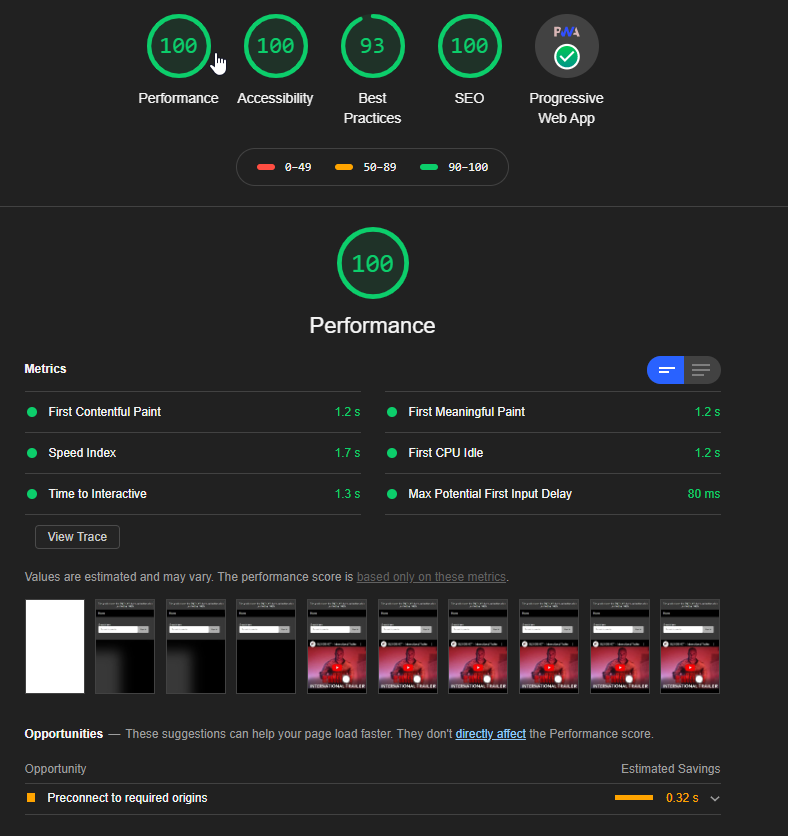 100
100
93
100
PWA
Performance
Accessibility
Best
Practices
SEO
Progressive
Web App
0–49
50–89
90–100
100
Performance
Metrics
First Contentful Paint 1.2 s
First Meaningful Paint 1.2 s
Speed Index 1.7 s
First CPU Idle 1.2 s
Time to Interactive 1.3 s
Max Potential First Input Delay 80 ms
View Trace
Values are estimated and may vary. The performance score is based only on these metrics.
INTERNATIONAL TRAILER
INTERNATIONAL TRAILER
INTERNATIONAL TRAILER
INTERNATIONAL TRAILER
INTERNATIONAL TRAILER
INTERNATIONAL TRAILER
Opportunities — These suggestions can help your page load faster. They don't directly affect the Performance score.
Opportunity Estimated Savings
Preconnect to required origins 0.32 s